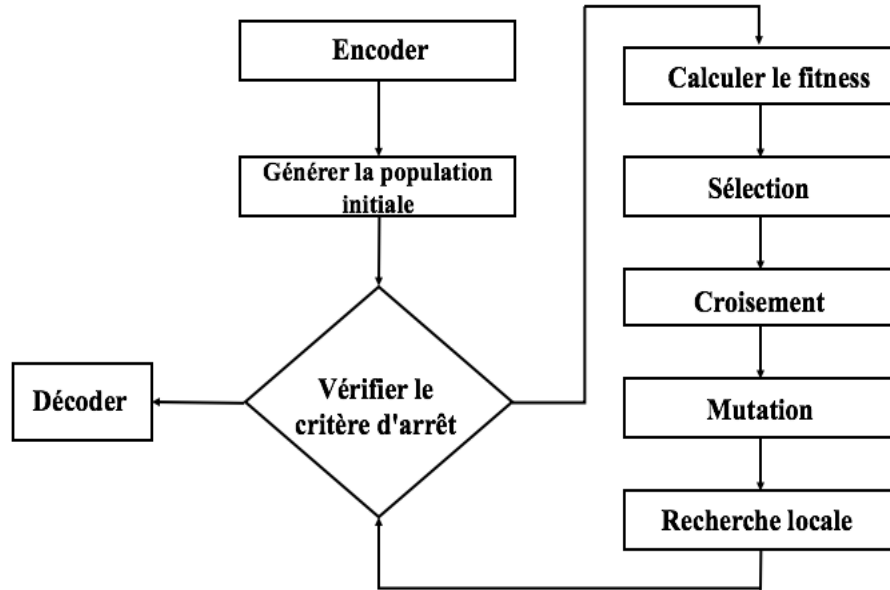 Encoder
Générer la population
initiale
Vérifier le
critère d'arrêt
Décoder
Calculer le fitness
Sélection
Croisement
Mutation
Recherche locale